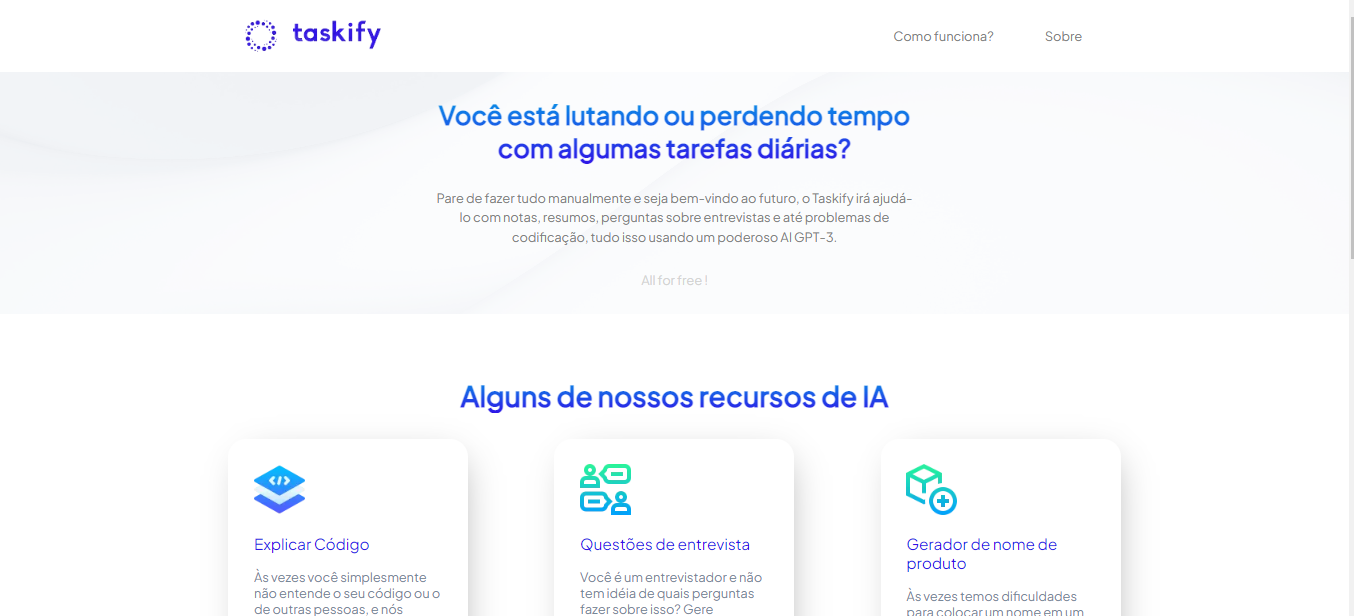 taskify
Como funciona?
Sobre
Você está lutando ou perdendo tempo
com algumas tarefas diárias?
Pare de fazer tudo manualmente e seja bem-vindo ao futuro, o Taskify irá ajudá-
lo com notas, resumos, perguntas sobre entrevistas e até problemas de
codificação, tudo isso usando um poderoso AI GPT-3.
All for free !
Alguns de nossos recursos de IA
Explicar Código
Às vezes você simplesmente
não entende o seu código ou o
de outras pessoas, e nós
Questões de entrevista
Você é um entrevistador e não
tem idéia de quais perguntas
fazer sobre isso? Gere
Gerador de nome de
produto
Às vezes temos dificuldades
para colocar um nome em um